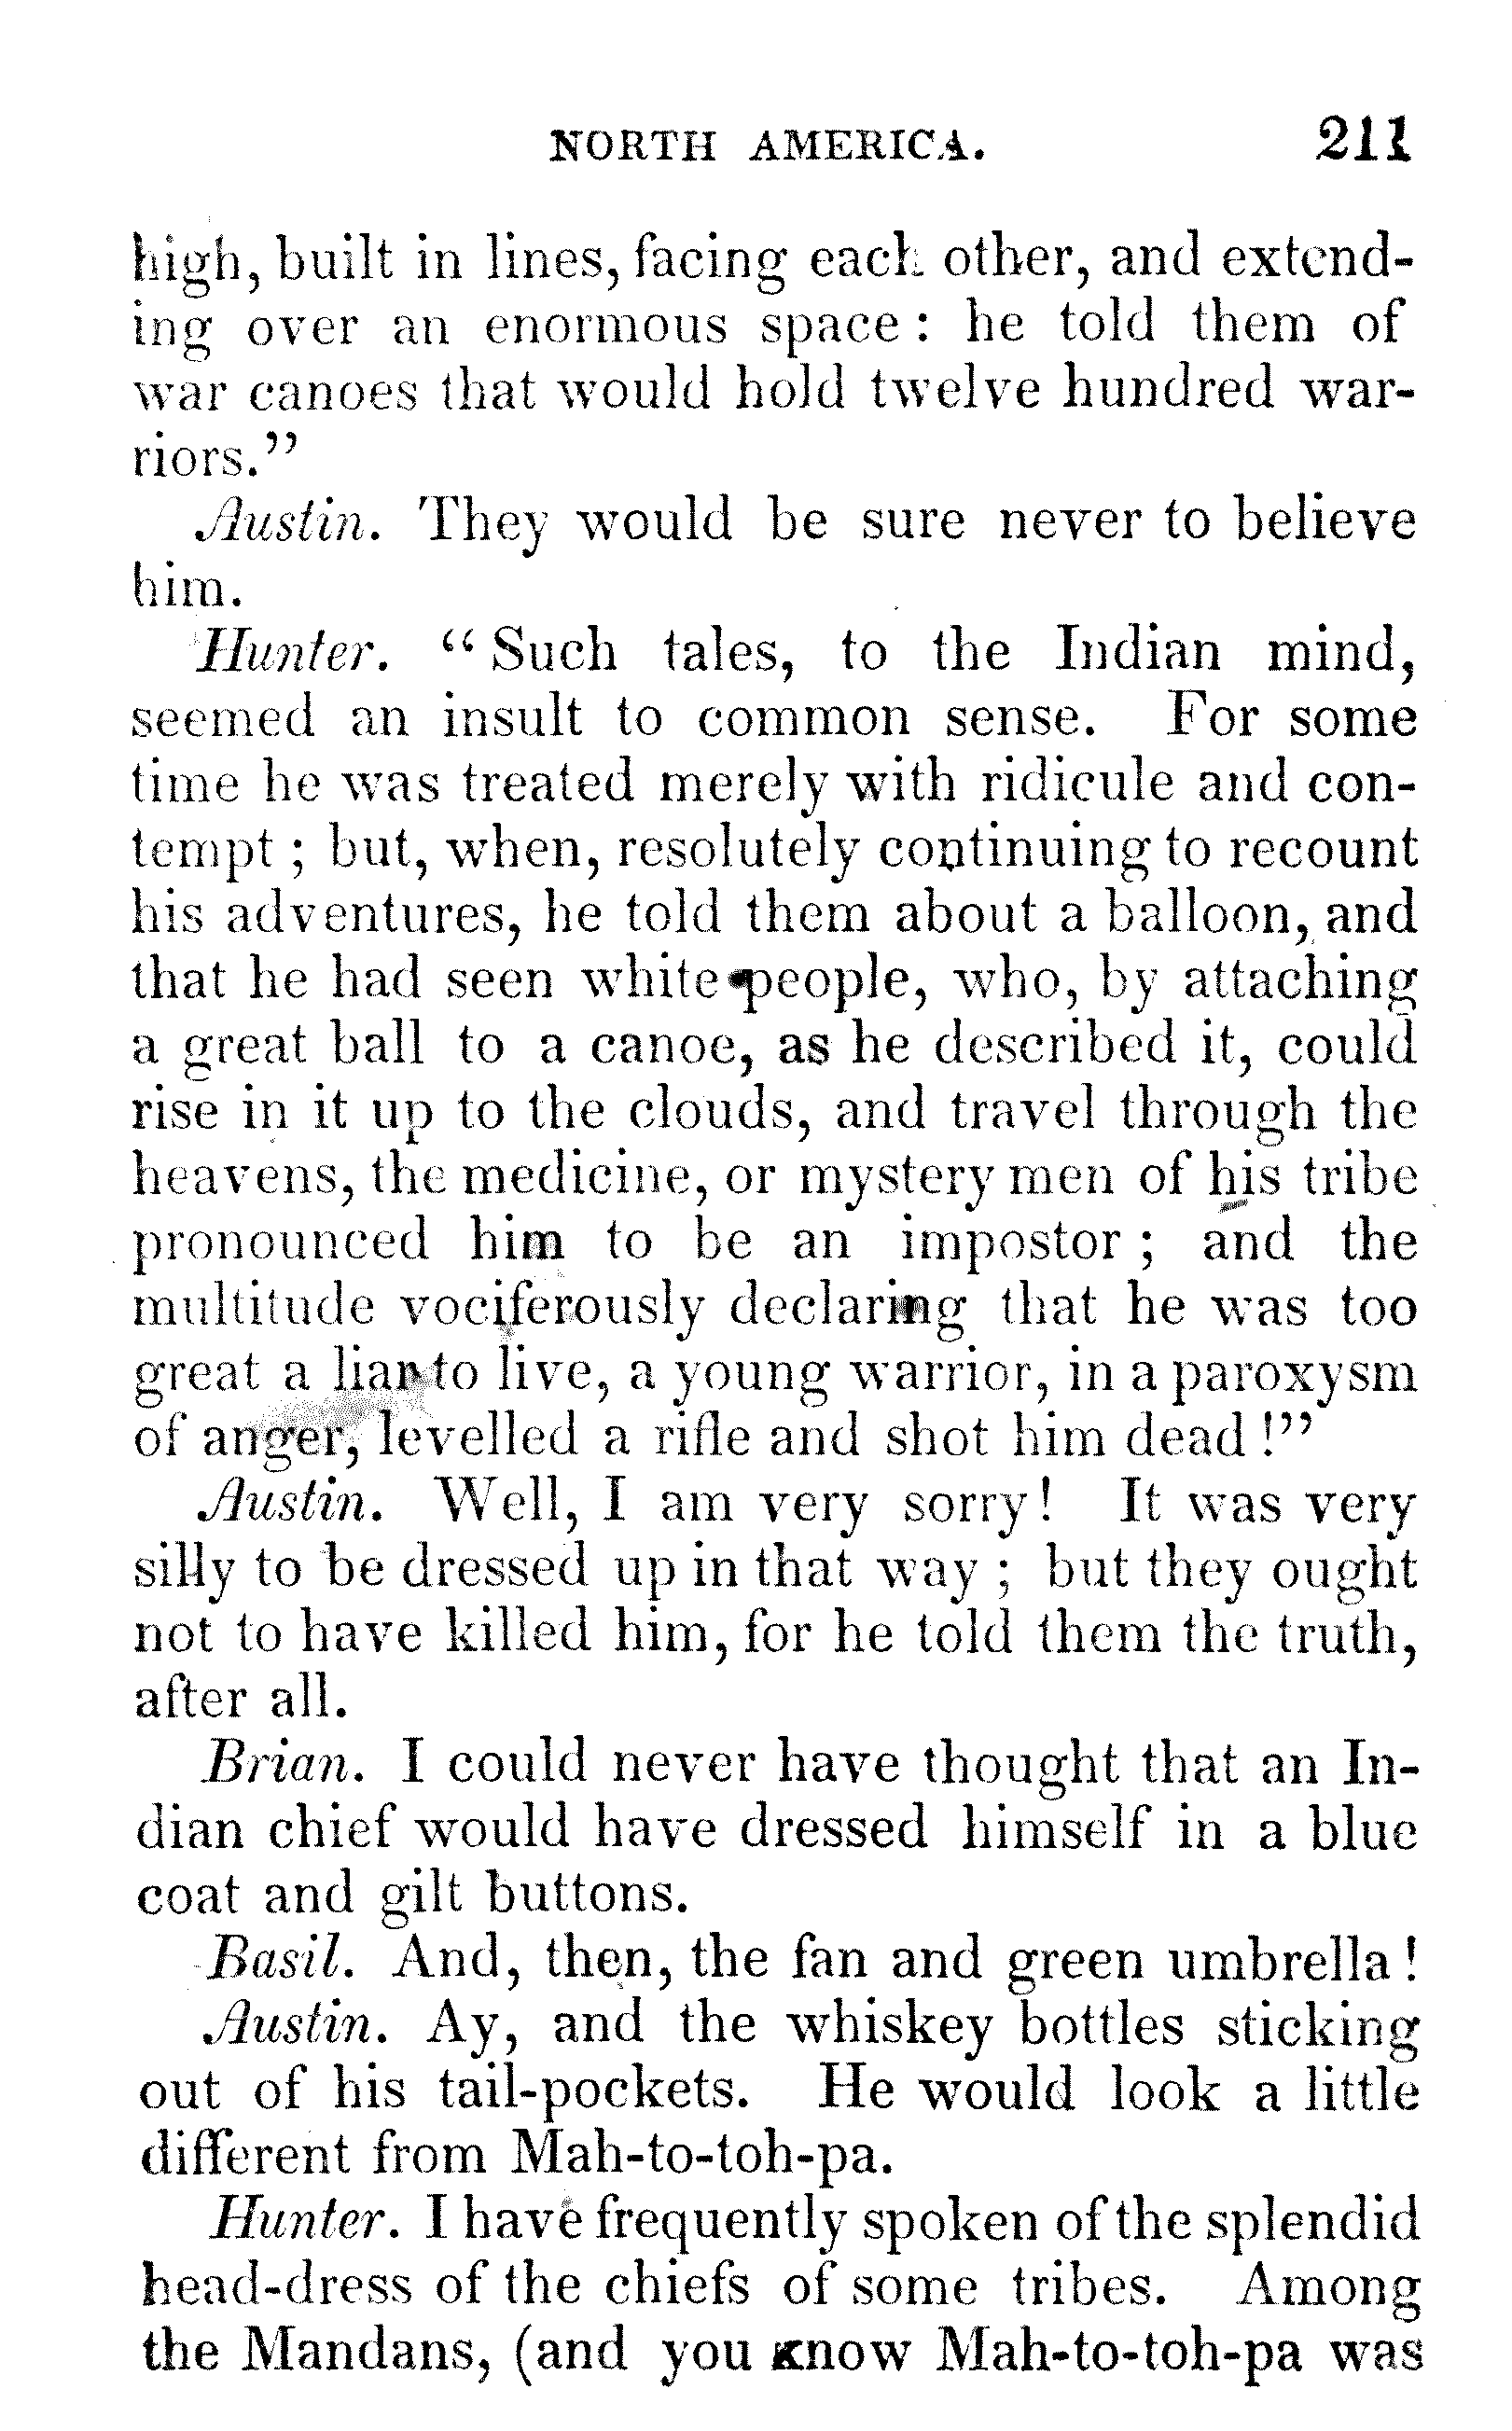 NORTH AMERICA. 211
high, built in lines, facing each other, and extend-
ing over an enormous space : he told them of
war canoes that would hold twelve hundred war-
riors.”
Austin. They would be sure never to believe
him.
Hunter. “ Such tales, to the Indian mind,
seemed an insult to common sense. For some
time he was treated merely with ridicule and con-
tempt ; but, when, resolutely continuing to recount
his adventures, he told them about a balloon, and
that he had seen white people, who, by attaching
a great ball to a canoe, as he described it, could
rise in it up to the clouds, and travel through the
heavens, the medicine, or mystery men of his tribe
pronounced him to be an impostor ; and the
multitude vociferously declaring that he was too
great a liar to live, a young warrior, in a paroxysm
of anger, levelled a rifle and shot him dead !”
Austin. Well, I am very sorry! It was very
silly to be dressed up in that way ; but they ought
not to have killed him, for he told them the truth,
after all.
Brian. I could never have thought that an In-
dian chief would have dressed himself in a blue
coat and gilt buttons.
Basil. And, then, the fan and green umbrella !
Austin. Ay, and the whiskey bottles sticking
out of his tail-pockets. He would look a little
different from Mah-to-toh-pa.
Hunter. I have frequently spoken of the splendid
head-dress of the chiefs of some tribes. Among
the Mandans, (and you know Mah-to-toh-pa was